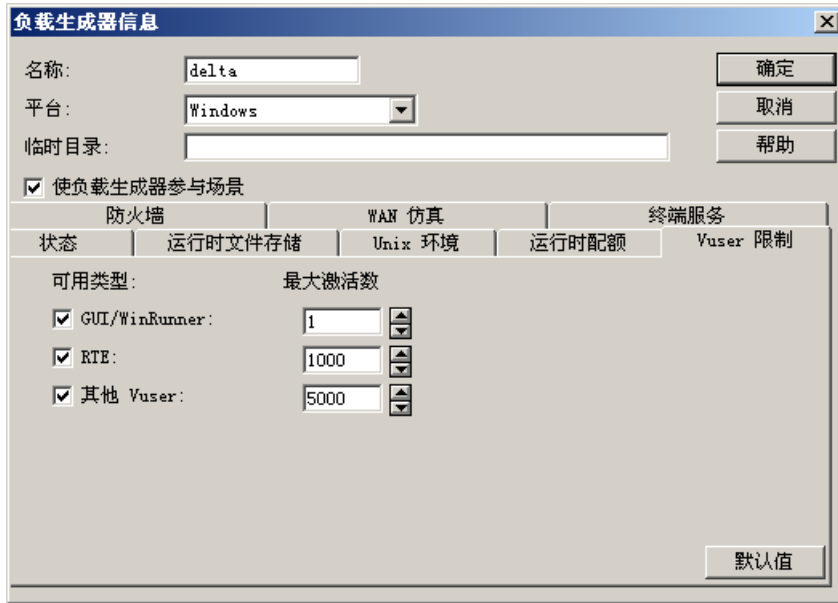 负载生成器信息
名称: delta 确定
平台: Windows 取消
临时目录: 帮助
使负载生成器参与场景
防火墙 WAN 仿真 终端服务
状态 运行时文件存储 Unix 环境 运行时配额 Vuser 限制
可用类型: 最大激活数
GUI/WinRunner: 1
RTE: 1000
其他 Vuser: 5000
默认值